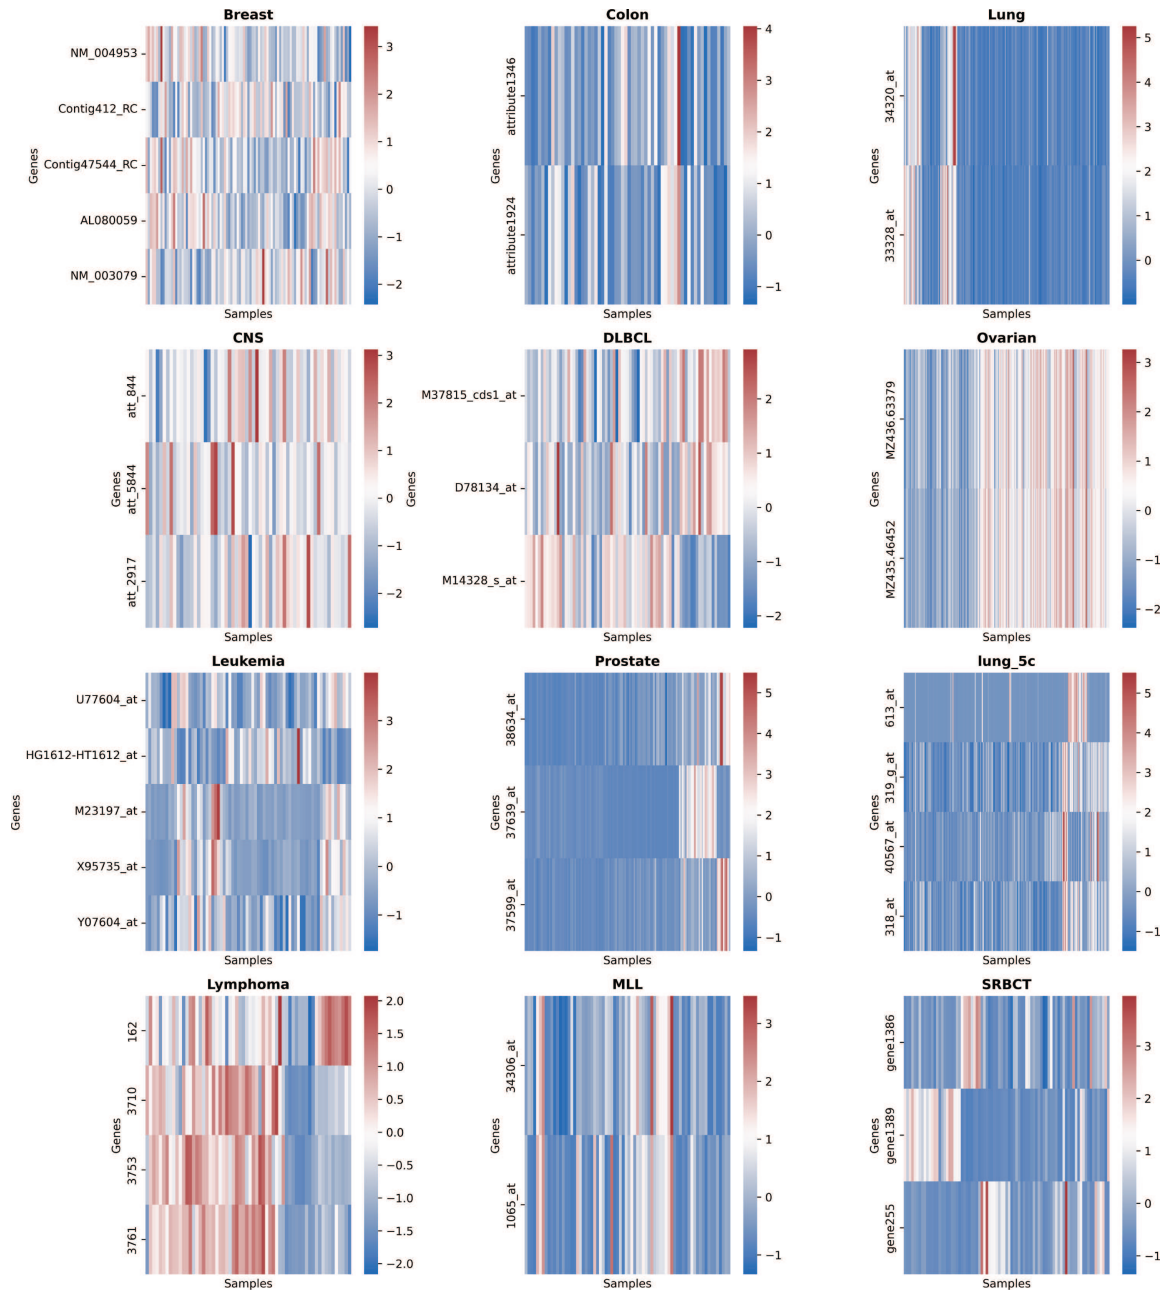 Breast
Genes
NM_004953
Contig412_RC
Contig47544_RC
AL080059
NM_003079
Samples
3
2
1
0
−1
−2
Colon
Genes
attribute1346
attribute1924
Samples
4
3
2
1
0
−1
Lung
Genes
34320_at
33328_at
Samples
5
4
3
2
1
0
CNS
Genes
att_844
att_5844
att_2917
Samples
3
2
1
0
−1
−2
DLBCL
Genes
M37815_cds1_at
D78134_at
M14328_s_at
Samples
2
1
0
−1
−2
Ovarian
Genes
MZ436.63379
MZ435.46452
Samples
3
2
1
0
−1
−2
Leukemia
Genes
U77604_at
HG1612-HT1612_at
M23197_at
X95735_at
Y07604_at
Samples
3
2
1
0
−1
Prostate
Genes
38634_at
37639_at
37599_at
Samples
5
4
3
2
1
0
−1
lung_5c
Genes
613_at
319_g_at
40567_at
318_at
Samples
5
4
3
2
1
0
−1
Lymphoma
Genes
162
3710
3753
3761
Samples
2.0
1.5
1.0
0.5
0.0
−0.5
−1.0
−1.5
−2.0
MLL
Genes
34306_at
1065_at
Samples
3
2
1
0
−1
SRBCT
Genes
gene1386
gene1389
gene255
Samples
3
2
1
0
−1